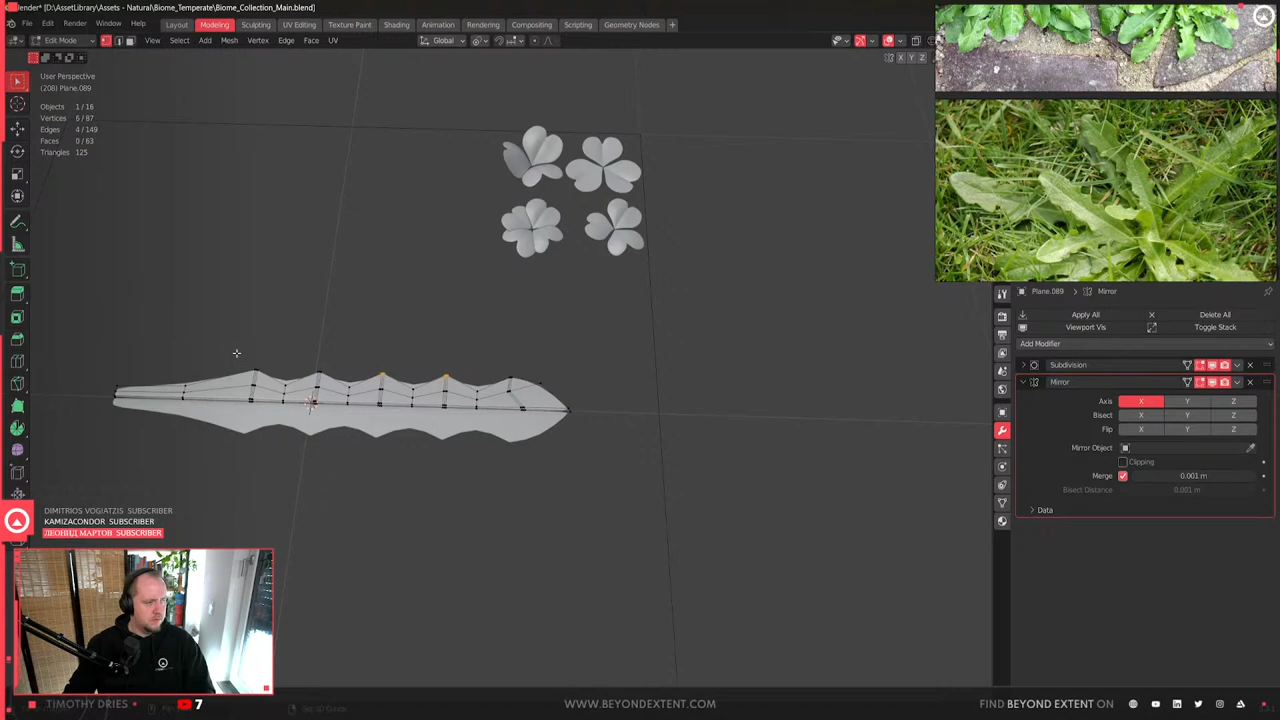 Blender* [D:\AssetLibrary\Assets - Natural\Biome_Temperate\Biome_Collection_Main.blend]
File Edit Render Window Help Layout Modeling Sculpting UV Editing Texture Paint Shading Animation Rendering Compositing Scripting Geometry Nodes +
Edit Mode View Select Add Mesh Vertex Edge Face UV Global
X Y Z
User Perspective
(208) Plane.089
Objects 1 / 16
Vertices 6 / 87
Edges 4 / 149
Faces 0 / 63
Triangles 125
Plane.089 > Mirror
Apply All Delete All
Viewport Vis Toggle Stack
Add Modifier
Subdivision
Mirror
Axis X Y Z
Bisect X Y Z
Flip X Y Z
Mirror Object
Clipping
Merge 0.001 m
Bisect Distance 0.001 m
Data
DIMITRIOS VOGIATZIS SUBSCRIBER
KAMIZACONDOR SUBSCRIBER
ЛЕОНИД МАРТОВ SUBSCRIBER
TIMOTHY DRIES 7 WWW.BEYONDEXTENT.COM FIND BEYOND EXTENT ON